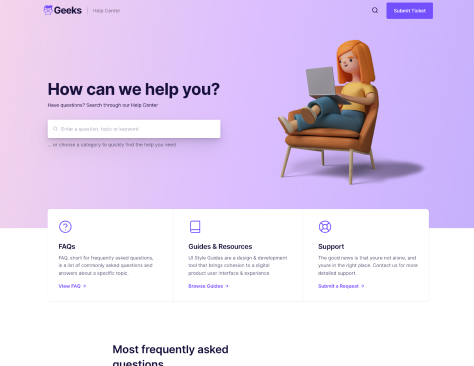 Geeks
Help Center
Submit Ticket
How can we help you?
Have questions? Search through our Help Center
Enter a question, topic or keyword
... or choose a category to quickly find the help you need
FAQs
FAQ, short for frequently asked questions,
is a list of commonly asked questions and
answers about a specific topic.
View FAQ →
Guides & Resources
UI Style Guides are a design & development
tool that brings cohesion to a digital
product user interface & experience
Browse Guides →
Support
The good news is that youre not alone, and
youre in the right place. Contact us for more
detailed support.
Submit a Request →
Most frequently asked
questions